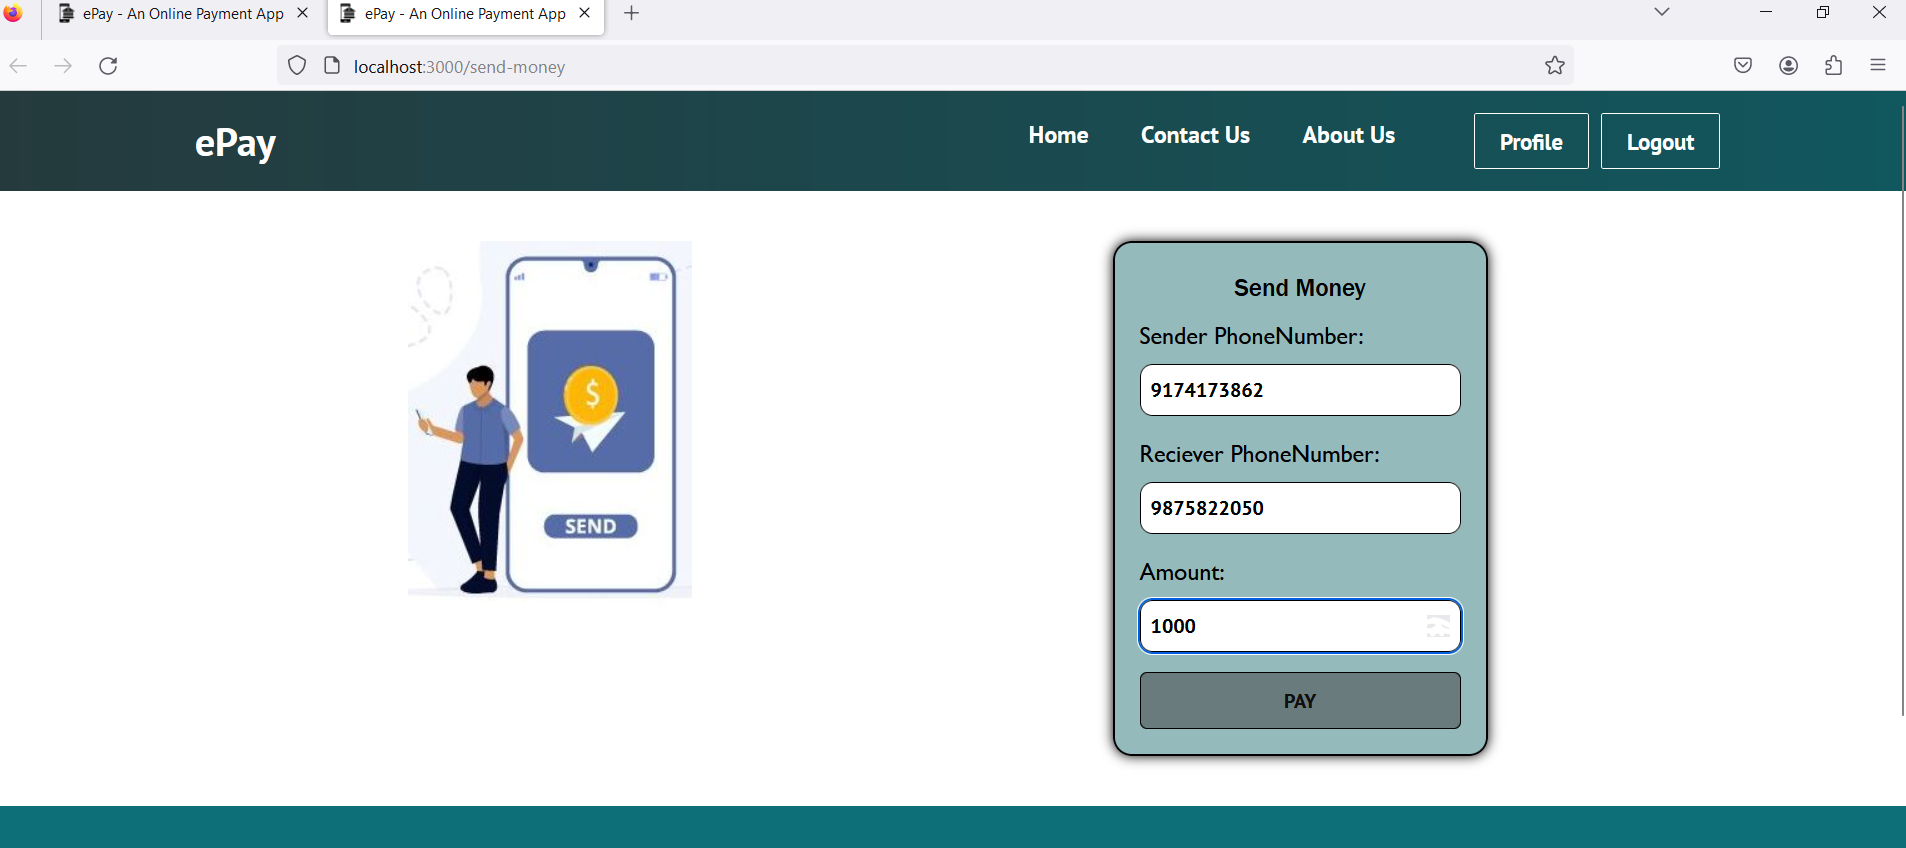 ePay - An Online Payment App
ePay - An Online Payment App
localhost:3000/send-money
ePay
Home
Contact Us
About Us
Profile
Logout
$
SEND
Send Money
Sender PhoneNumber:
9174173862
Reciever PhoneNumber:
9875822050
Amount:
1000
PAY